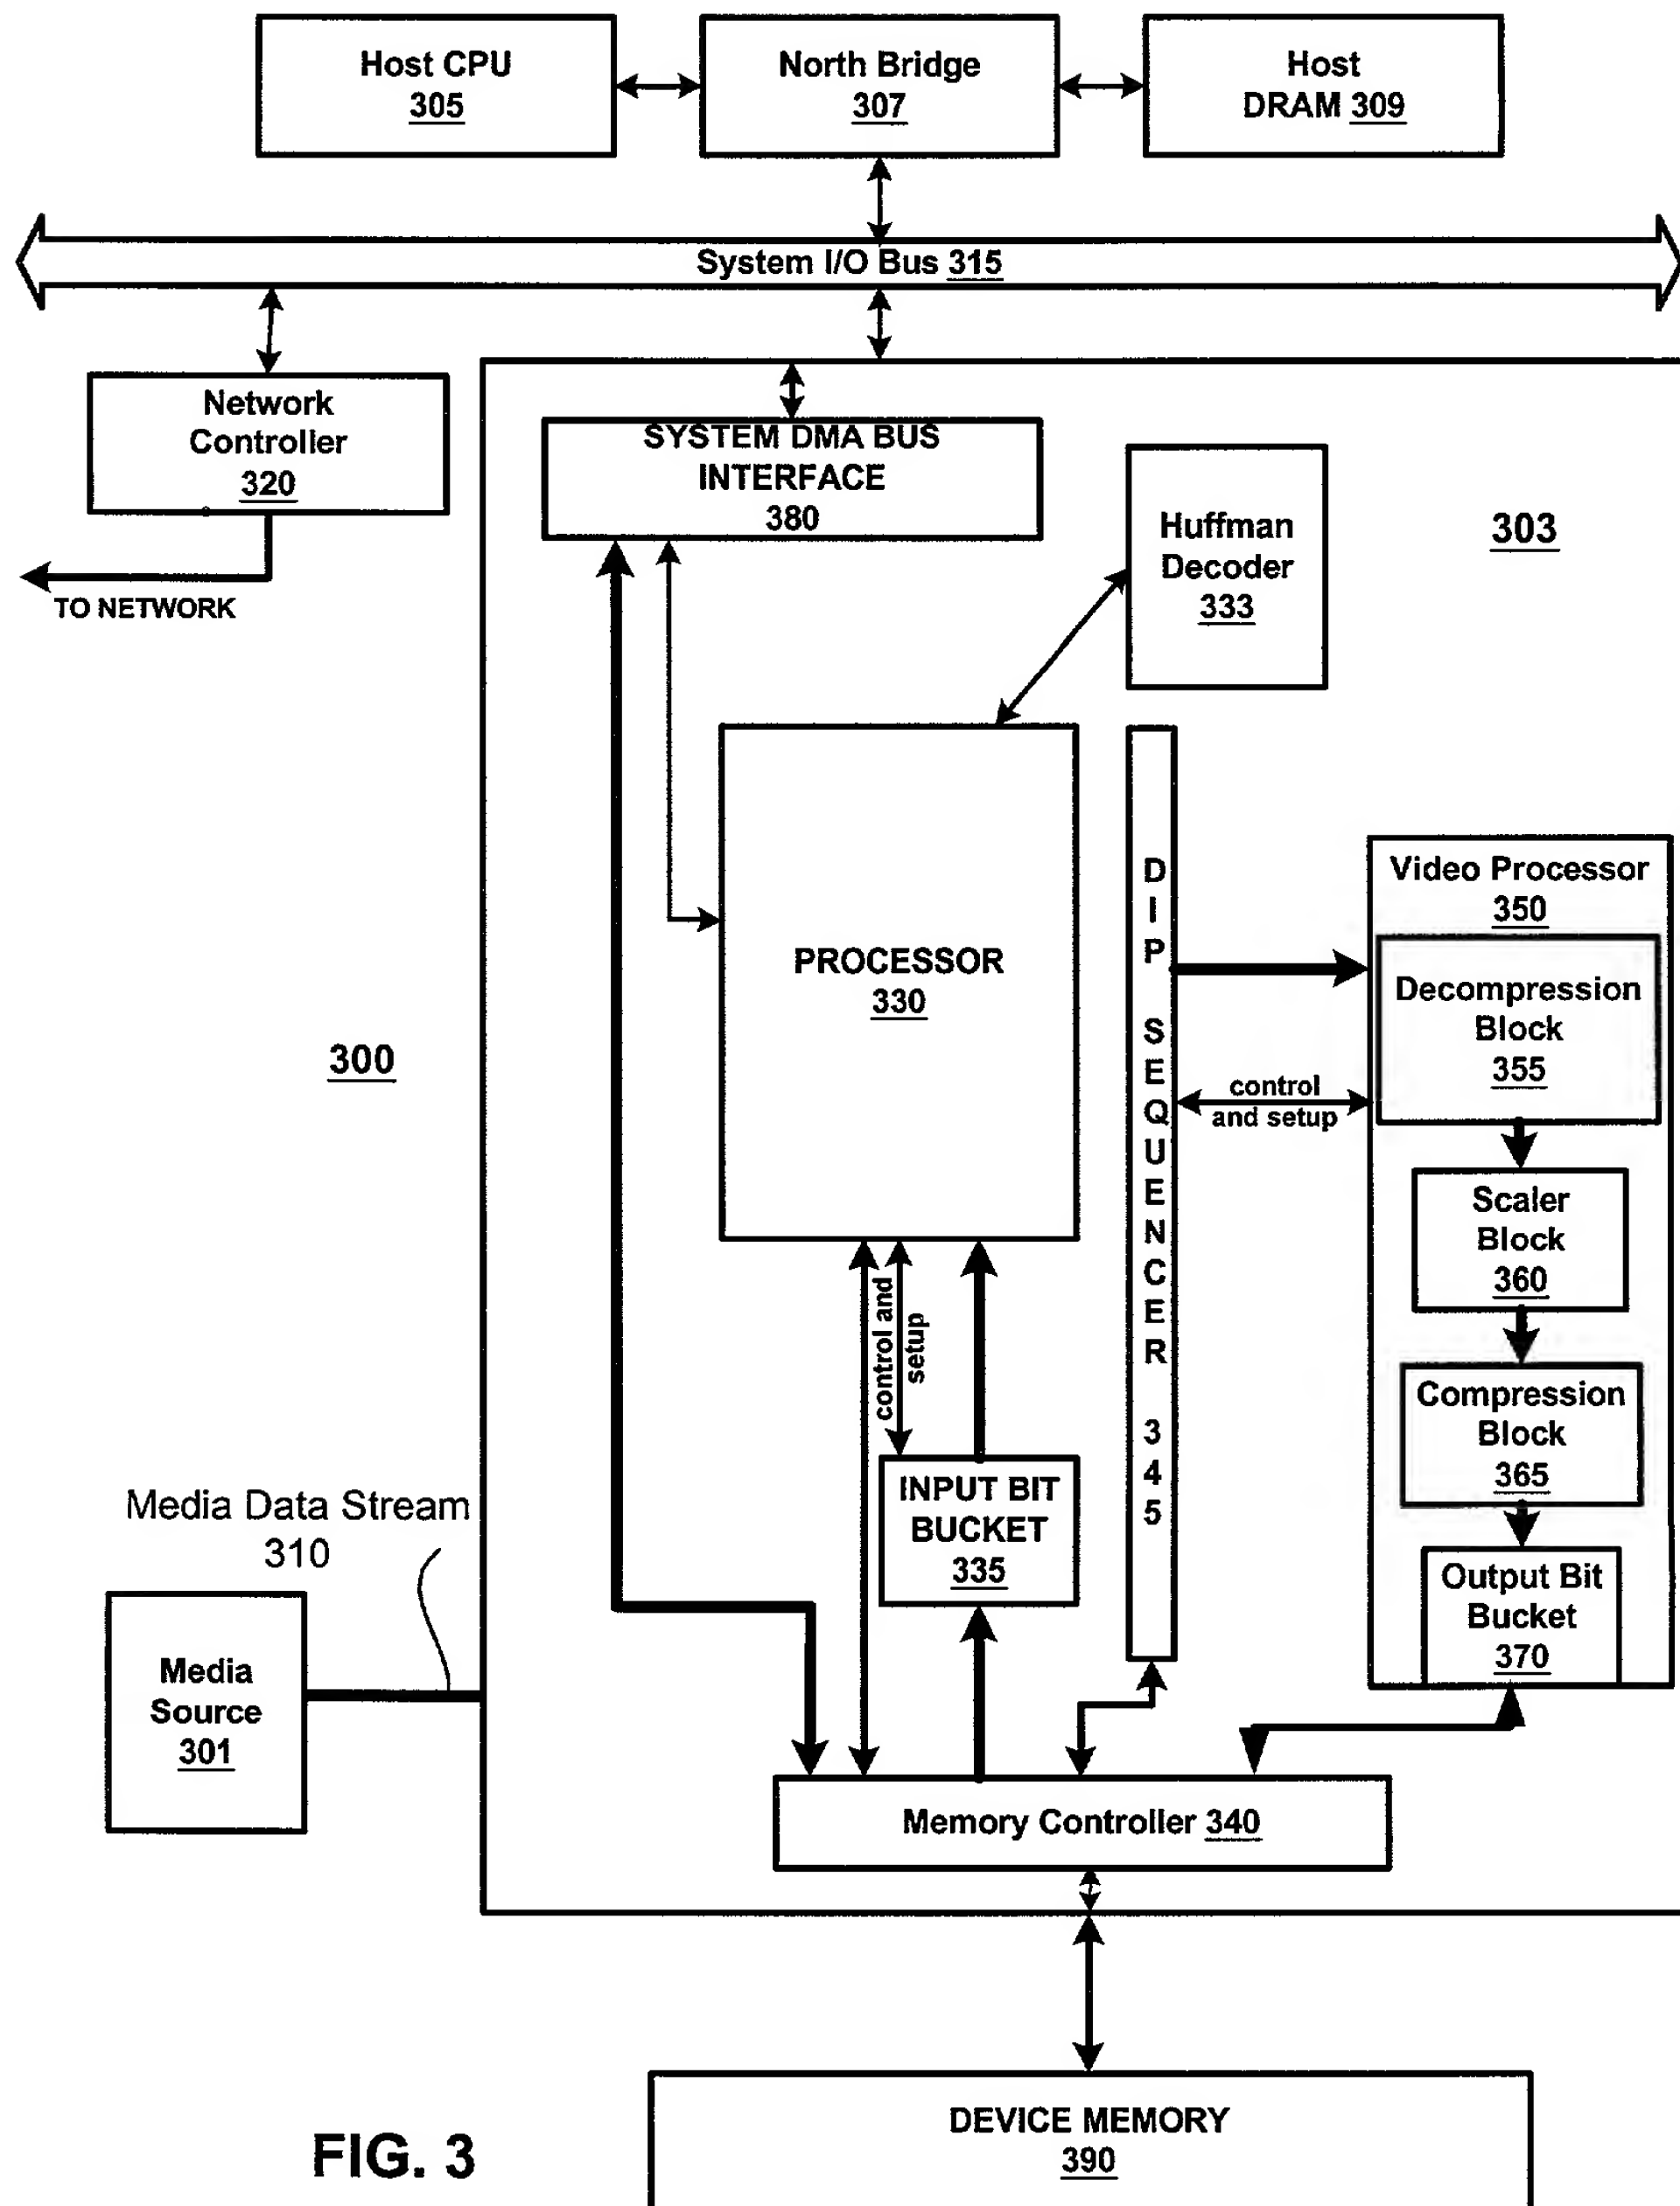 Host CPU
305
North Bridge
307
Host
DRAM 309
System I/O Bus 315
Network
Controller
320
TO NETWORK
SYSTEM DMA BUS
INTERFACE
380
Huffman
Decoder
333
303
300
PROCESSOR
330
DIP SEQUENCER 345
Video Processor
350
Decompression
Block
355
control
and setup
Scaler
Block
360
control and
setup
Compression
Block
365
INPUT BIT
BUCKET
335
Output Bit
Bucket
370
Media Data Stream
310
Media
Source
301
Memory Controller 340
DEVICE MEMORY
390
FIG. 3